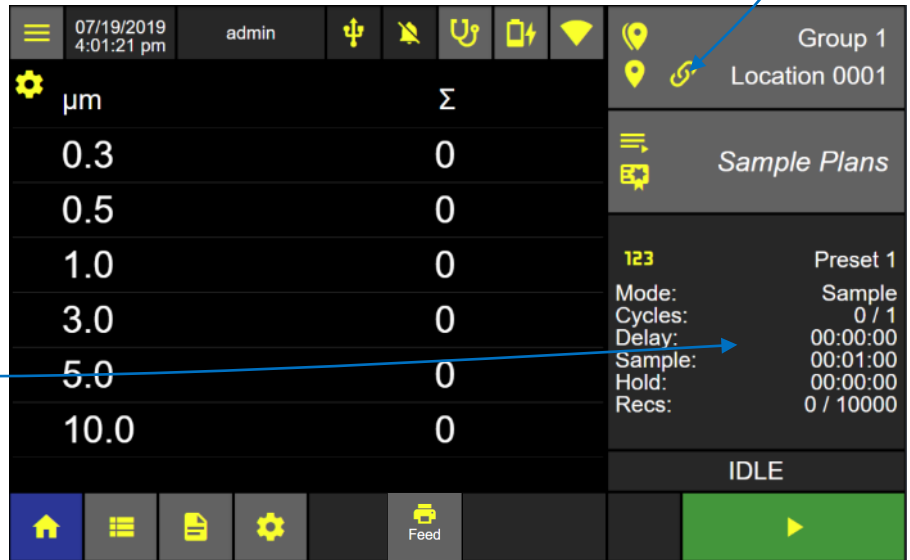 07/19/2019
4:01:21 pm
admin
Group 1
Location 0001
µm Σ
0.3 0
0.5 0
1.0 0
3.0 0
5.0 0
10.0 0
Sample Plans
123 Preset 1
Mode: Sample
Cycles: 0 / 1
Delay: 00:00:00
Sample: 00:01:00
Hold: 00:00:00
Recs: 0 / 10000
IDLE
Feed